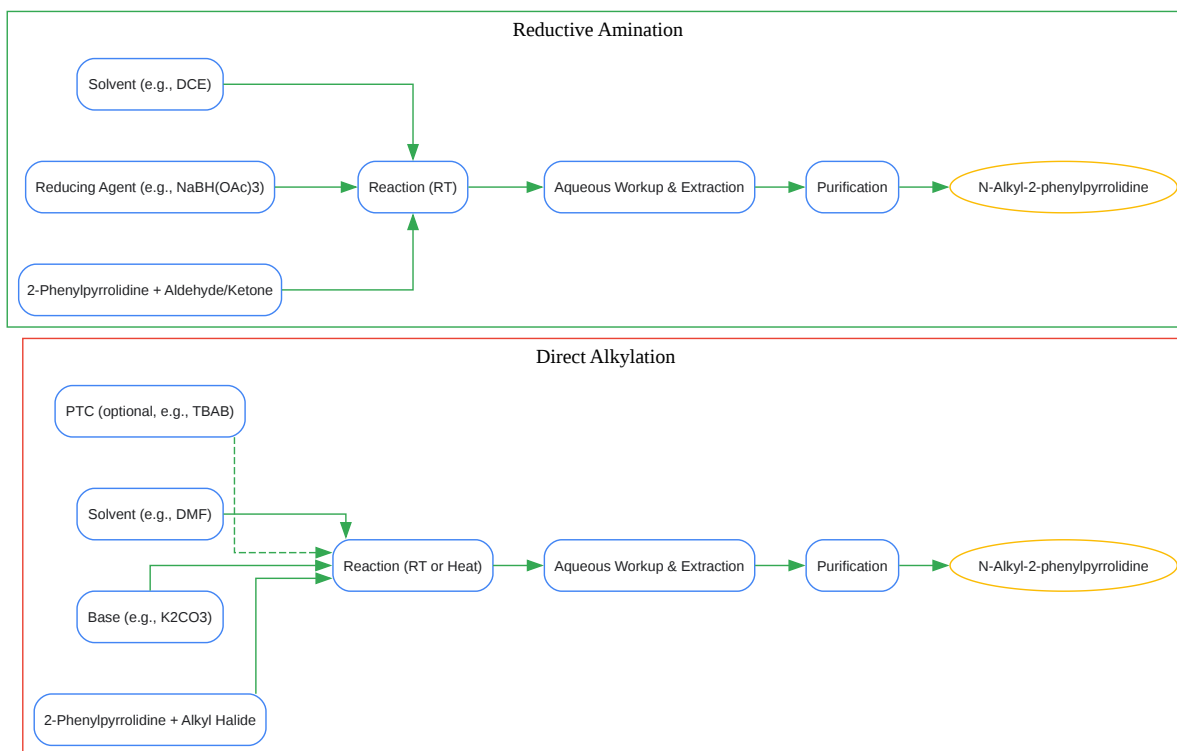 Reductive Amination
Solvent (e.g., DCE)
Reducing Agent (e.g., NaBH(OAc)3)
Reaction (RT)
Aqueous Workup & Extraction
Purification
N-Alkyl-2-phenylpyrrolidine
2-Phenylpyrrolidine + Aldehyde/Ketone
Direct Alkylation
PTC (optional, e.g., TBAB)
Solvent (e.g., DMF)
Reaction (RT or Heat)
Aqueous Workup & Extraction
Purification
N-Alkyl-2-phenylpyrrolidine
Base (e.g., K2CO3)
2-Phenylpyrrolidine + Alkyl Halide